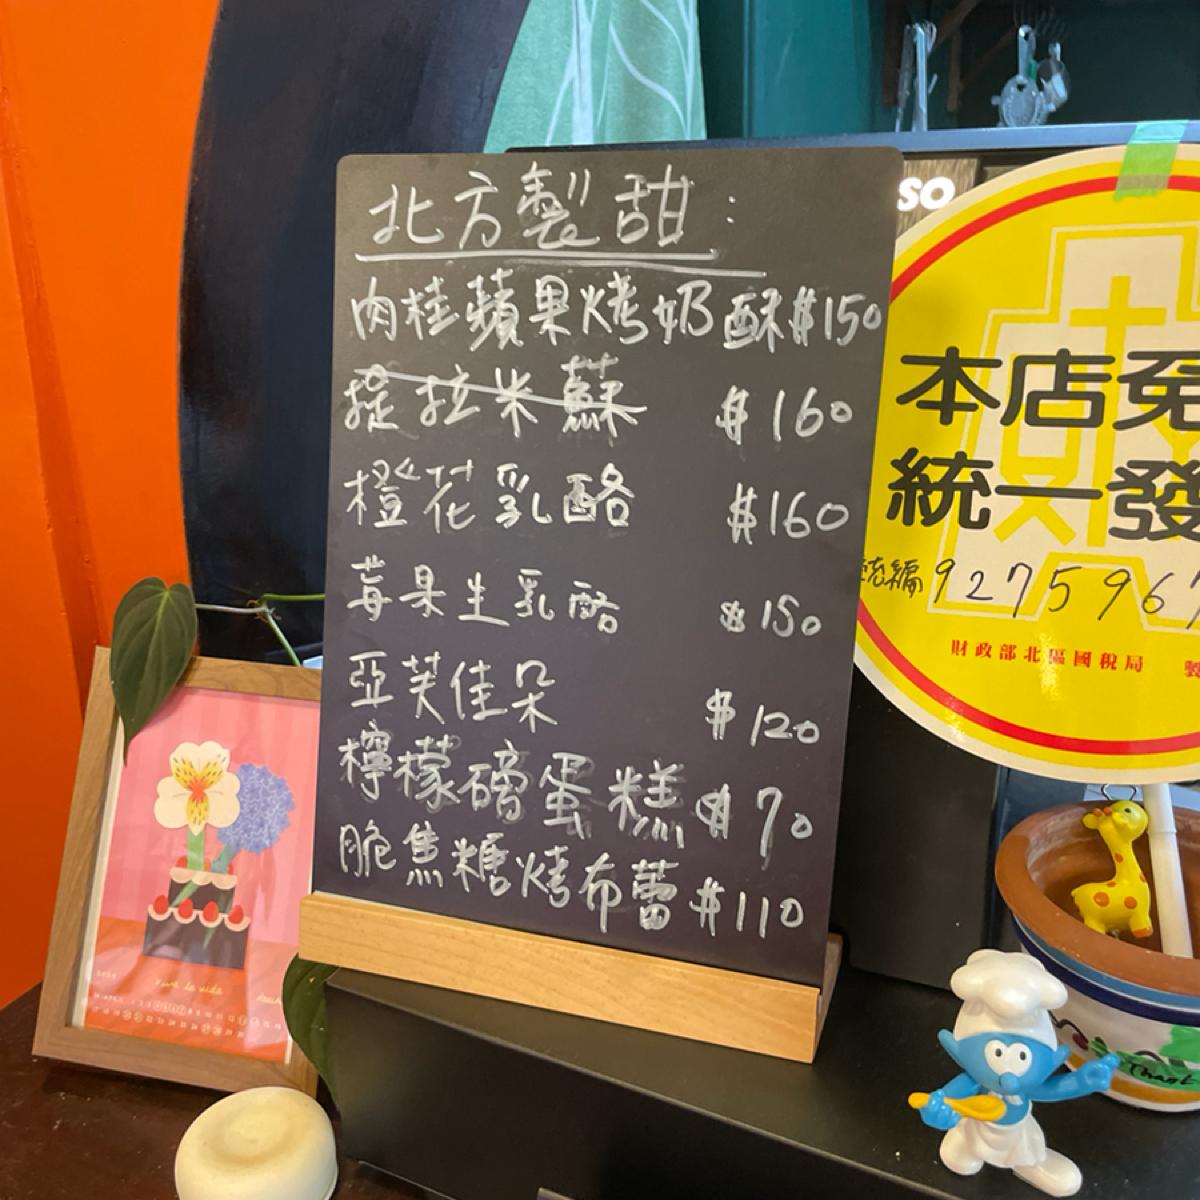 北方製甜：
肉桂蘋果烤奶酥$150
提拉米蘇 $160
橙花乳酪 $160
莓果生乳酪 $150
亞芙佳朵 $120
檸檬磅蛋糕 $70
脆焦糖烤布蕾 $110
so
本店免
統一發
統編 9275967
財政部北區國稅局 製